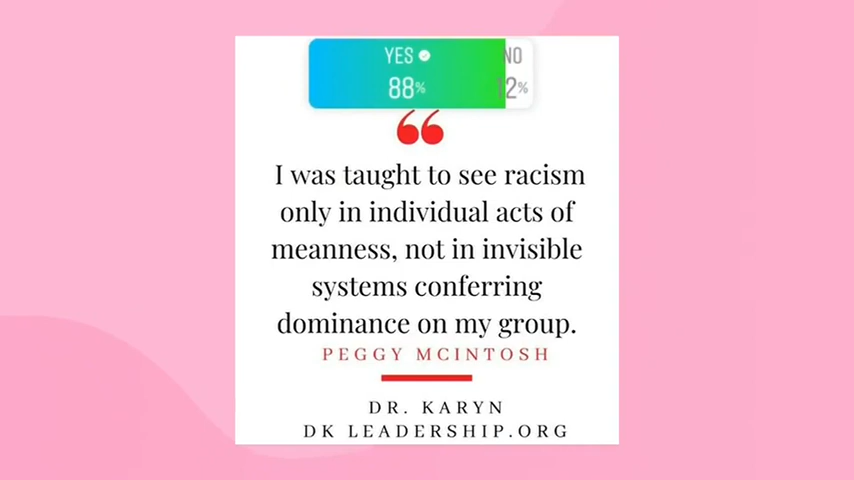 YES NO
88% 12%
“
I was taught to see racism
only in individual acts of
meanness, not in invisible
systems conferring
dominance on my group.
PEGGY MCINTOSH
DR. KARYN
DK LEADERSHIP.ORG